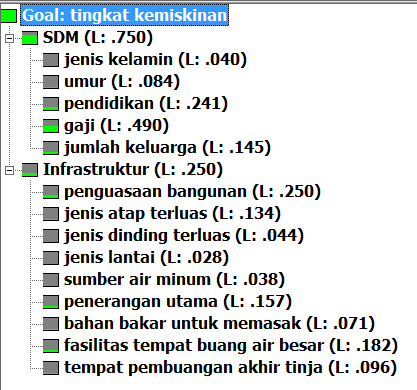 Goal: tingkat kemiskinan
SDM (L: .750)
jenis kelamin (L: .040)
umur (L: .084)
pendidikan (L: .241)
gaji (L: .490)
jumlah keluarga (L: .145)
Infrastruktur (L: .250)
penguasaan bangunan (L: .250)
jenis atap terluas (L: .134)
jenis dinding terluas (L: .044)
jenis lantai (L: .028)
sumber air minum (L: .038)
penerangan utama (L: .157)
bahan bakar untuk memasak (L: .071)
fasilitas tempat buang air besar (L: .182)
tempat pembuangan akhir tinja (L: .096)